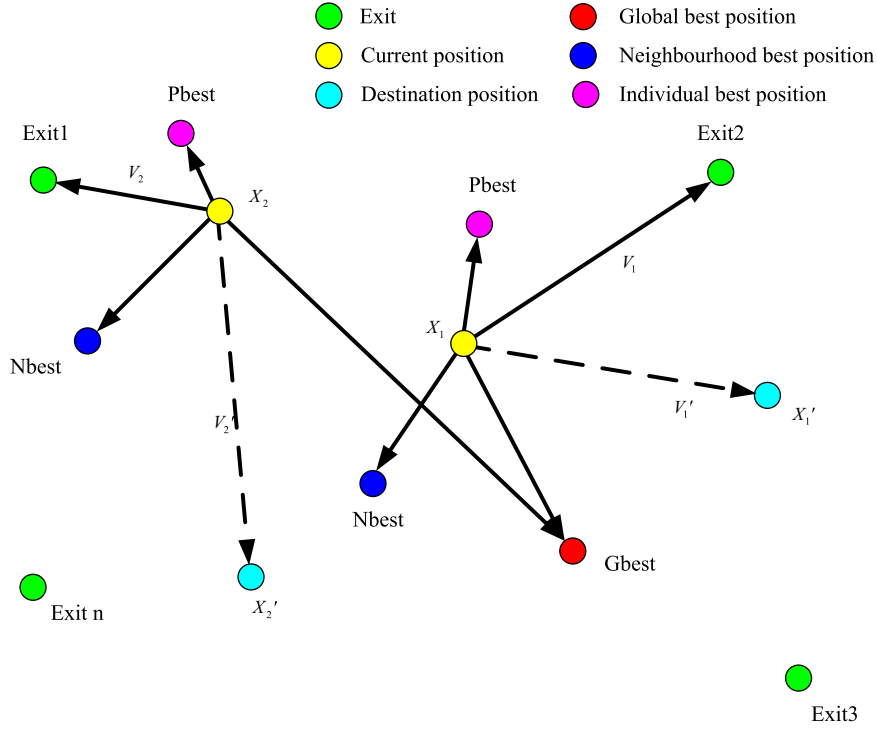 Exit
Global best position
Current position
Neighbourhood best position
Destination position
Individual best position
Pbest
Exit1
Exit2
V₂
X₂
Pbest
V₁
X₁
Nbest
V₁′
X₁′
V₂′
Nbest
Gbest
X₂′
Exit n
Exit3